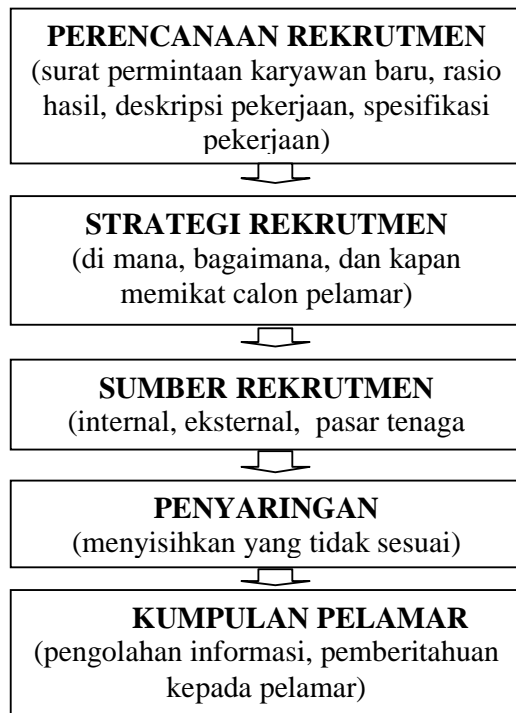 PERENCANAAN REKRUTMEN
(surat permintaan karyawan baru, rasio
hasil, deskripsi pekerjaan, spesifikasi
pekerjaan)
STRATEGI REKRUTMEN
(di mana, bagaimana, dan kapan
memikat calon pelamar)
SUMBER REKRUTMEN
(internal, eksternal, pasar tenaga
PENYARINGAN
(menyisihkan yang tidak sesuai)
KUMPULAN PELAMAR
(pengolahan informasi, pemberitahuan
kepada pelamar)